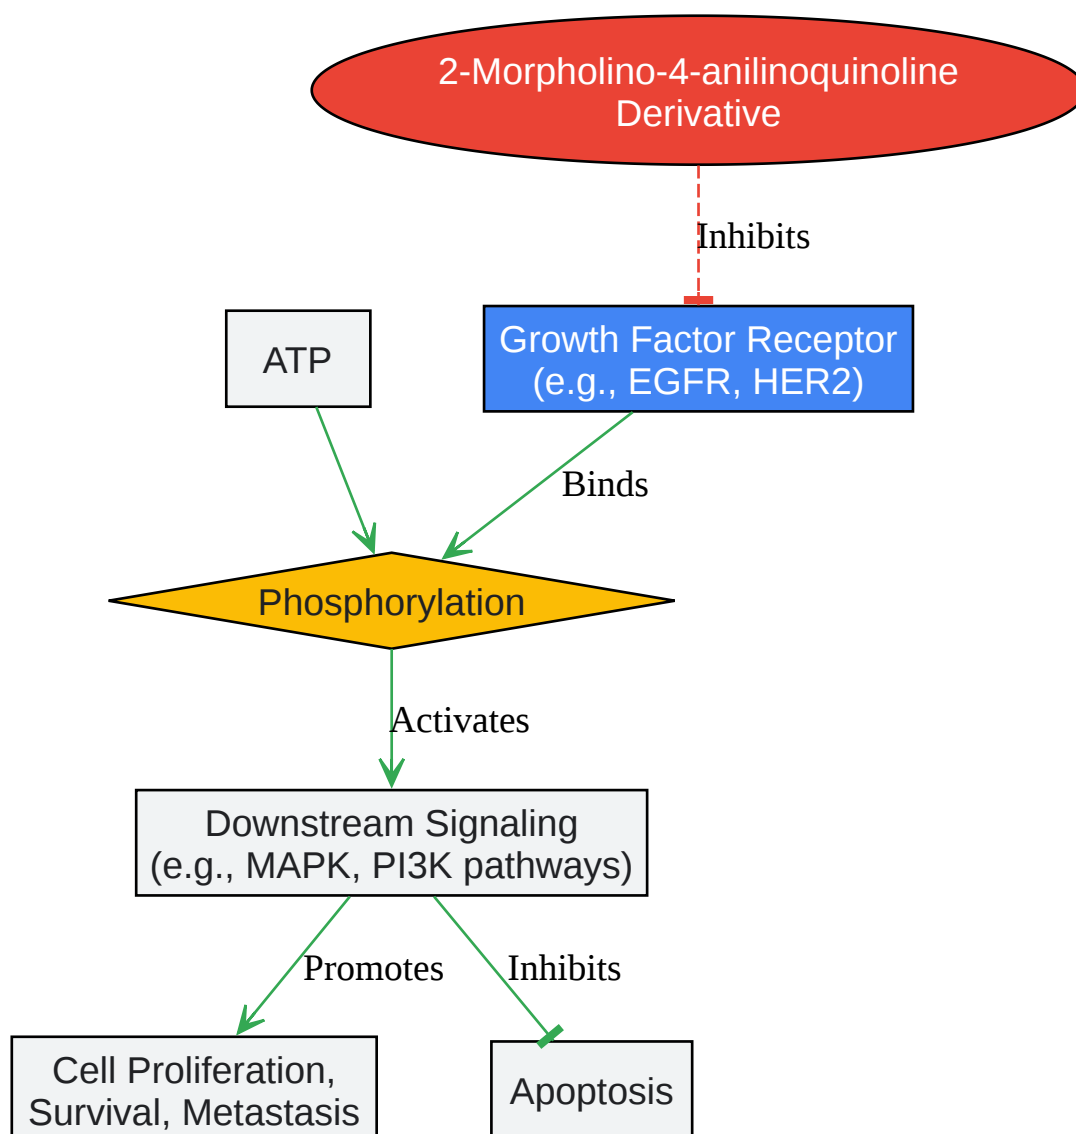 2-Morpholino-4-anilinoquinoline
Derivative
Inhibits
ATP
Growth Factor Receptor
(e.g., EGFR, HER2)
Binds
Phosphorylation
Activates
Downstream Signaling
(e.g., MAPK, PI3K pathways)
Promotes
Inhibits
Cell Proliferation,
Survival, Metastasis
Apoptosis